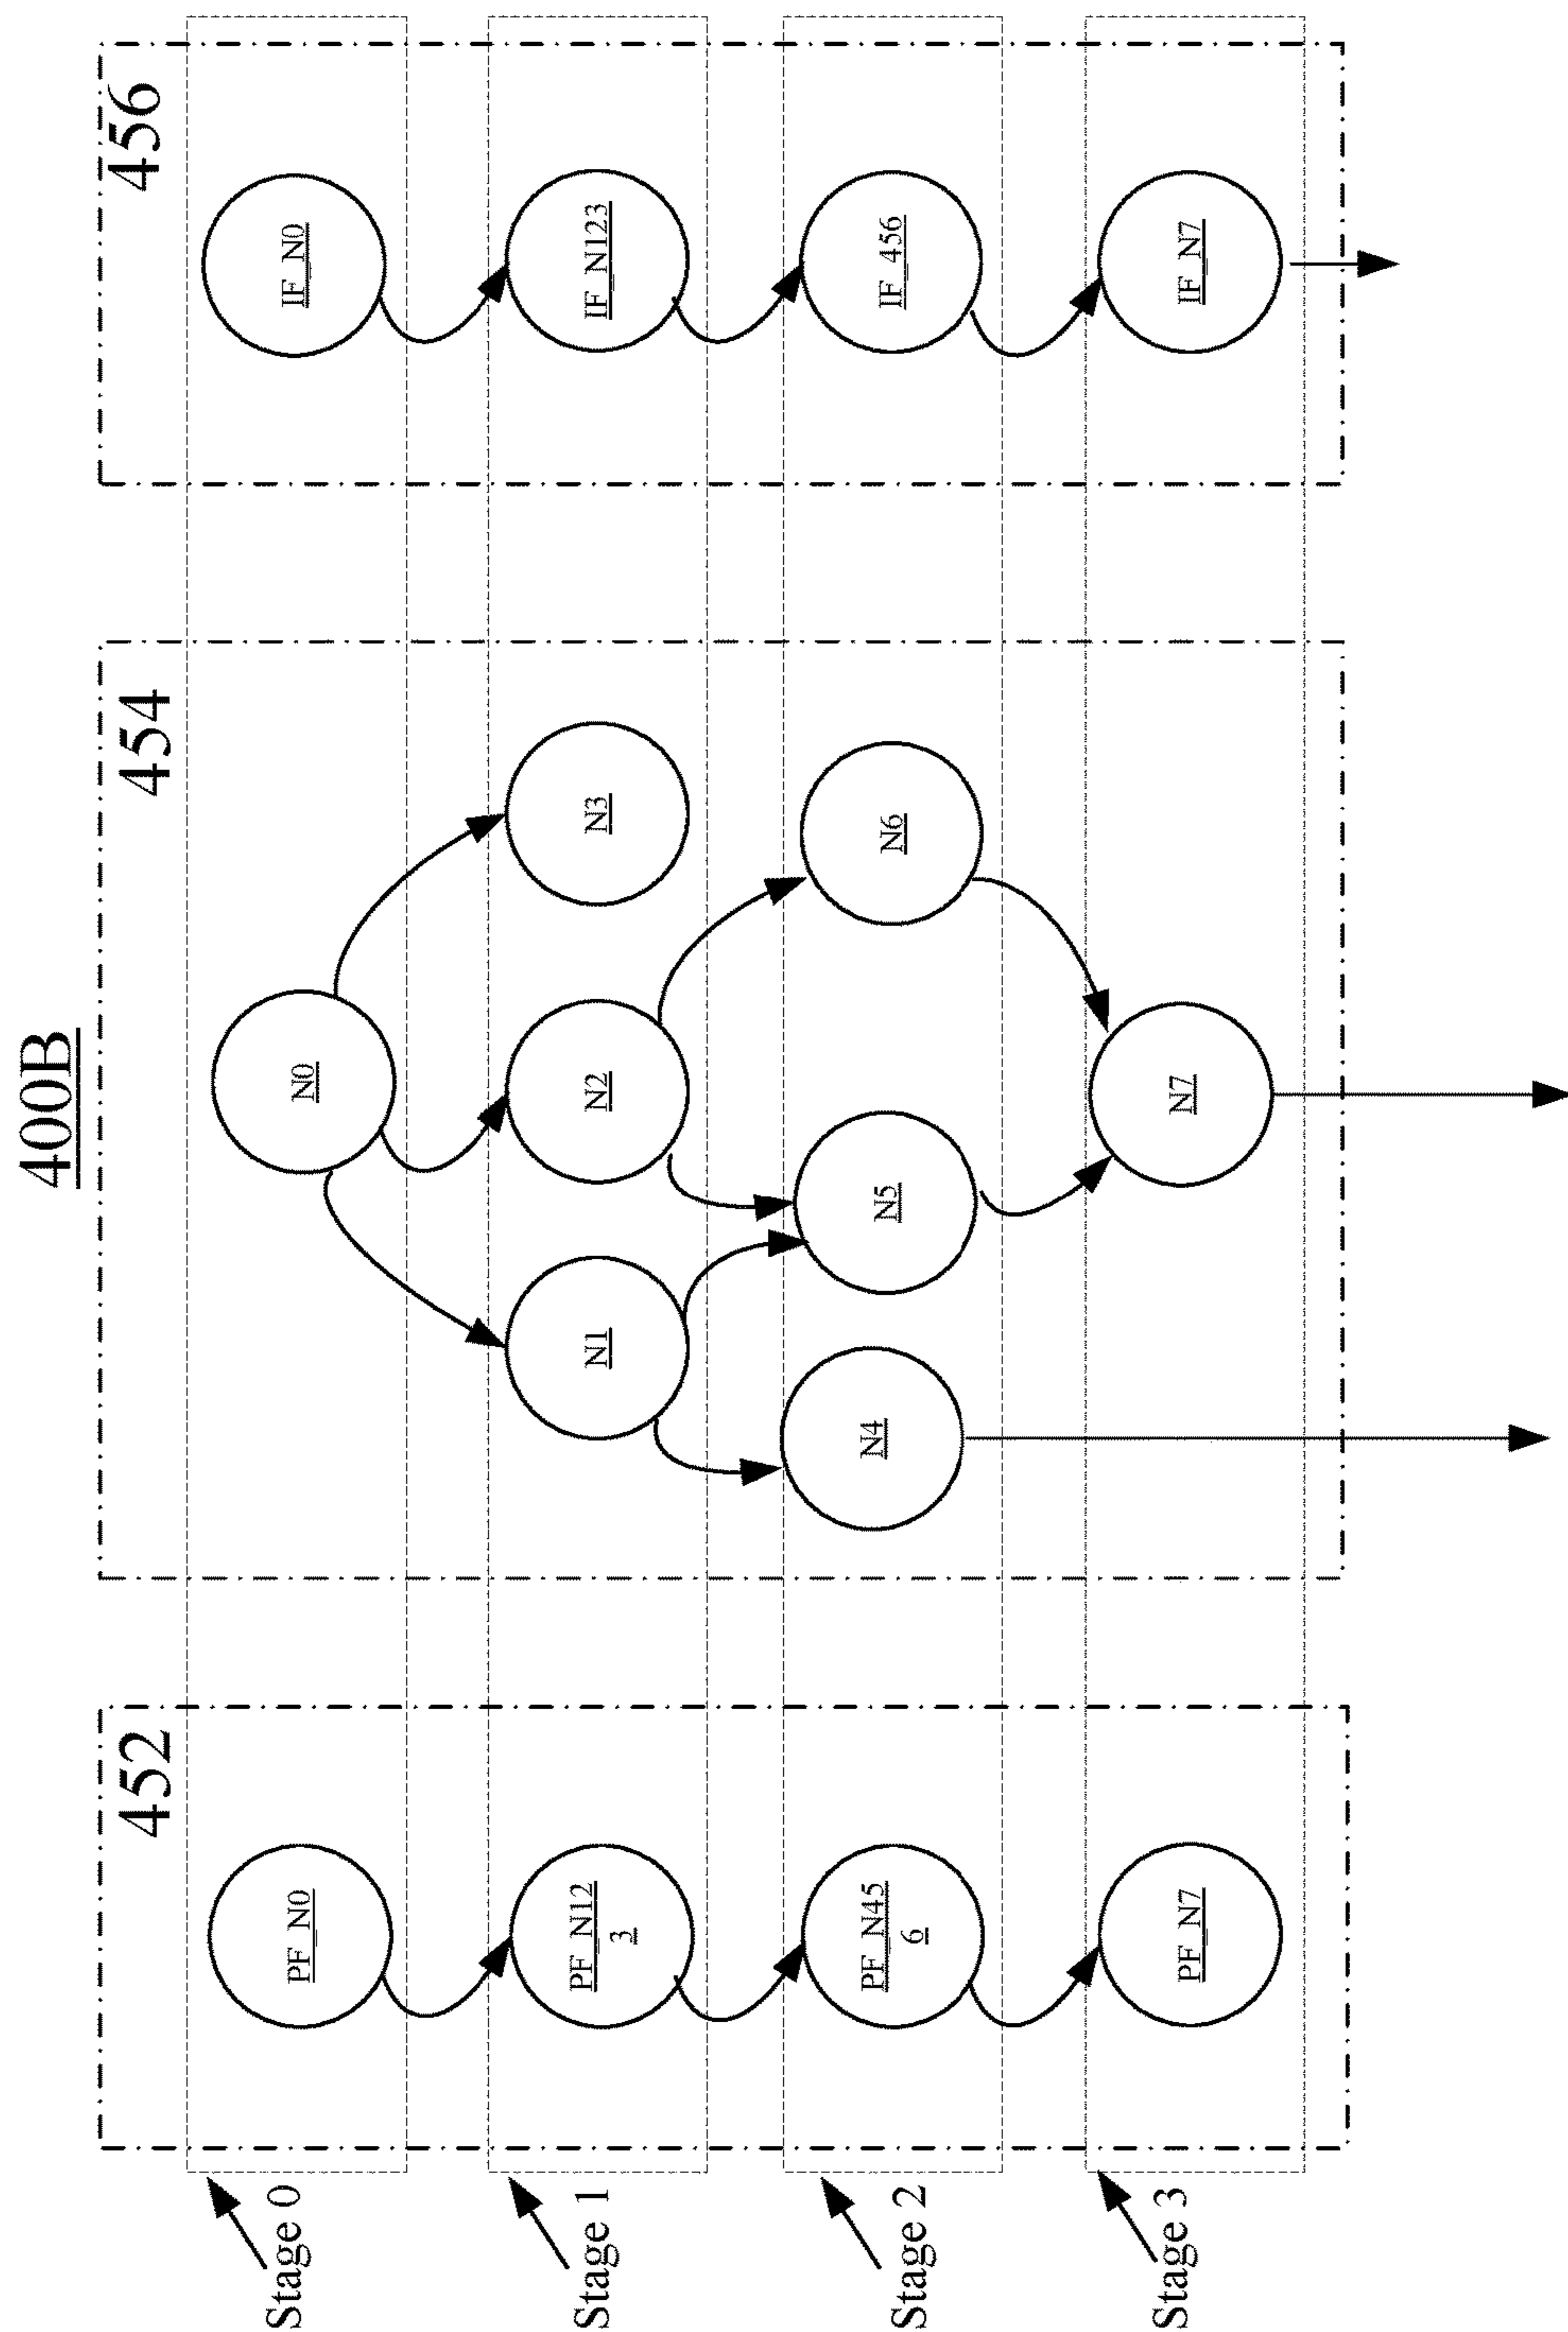 400B
452
454
456
Stage 0
PF_N0
N0
IF_N0
Stage 1
PF_N12
3
N1
N2
N3
IF_N123
Stage 2
PF_N45
6
N4
N5
N6
IF_456
Stage 3
PF_N7
N7
IF_N7